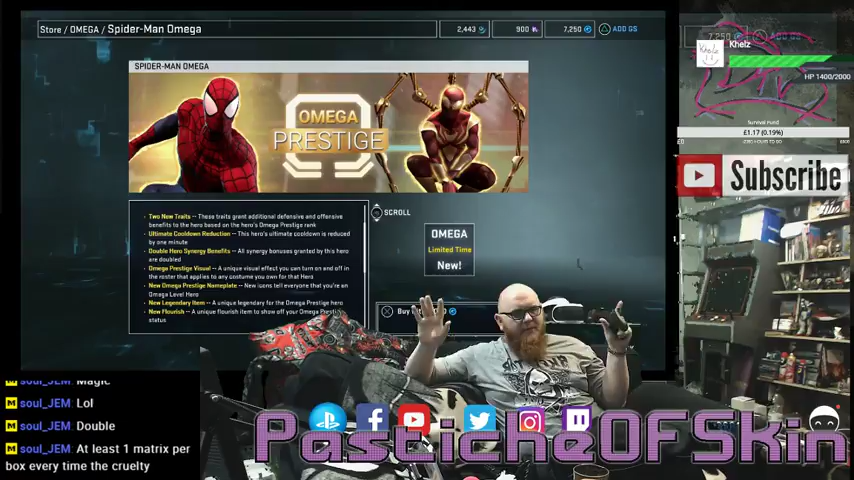 Store / OMEGA / Spider-Man Omega
2,443
900
7,250
ADD GS
SPIDER-MAN OMEGA
OMEGA
PRESTIGE
Two New Traits -- These traits grant additional defensive and offensive
benefits to the hero based on the hero's Omega Prestige rank
Ultimate Cooldown Reduction -- This hero's ultimate cooldown is reduced
by one minute
Double Hero Synergy Benefits -- All synergy bonuses granted by this hero
are doubled
Omega Prestige Visual -- A unique visual effect you can turn on and off in
the roster that applies to any costume you own for that Hero
New Omega Prestige Nameplate -- New icons tell everyone that you're an
Omega Level Hero
New Legendary Item -- A unique legendary for the Omega Prestige hero
New Flourish -- A unique flourish item to show off your Omega Prestige
status
SCROLL
OMEGA
Limited Time
New!
Buy
Khelz
HP 1400/2000
Survival Fund
£1.17 (0.19%)
£0
Subscribe
soul_JEM: Magic
soul_JEM: Lol
soul_JEM: Double
soul_JEM: At least 1 matrix per
box every time the cruelty
PasticheOFSkin